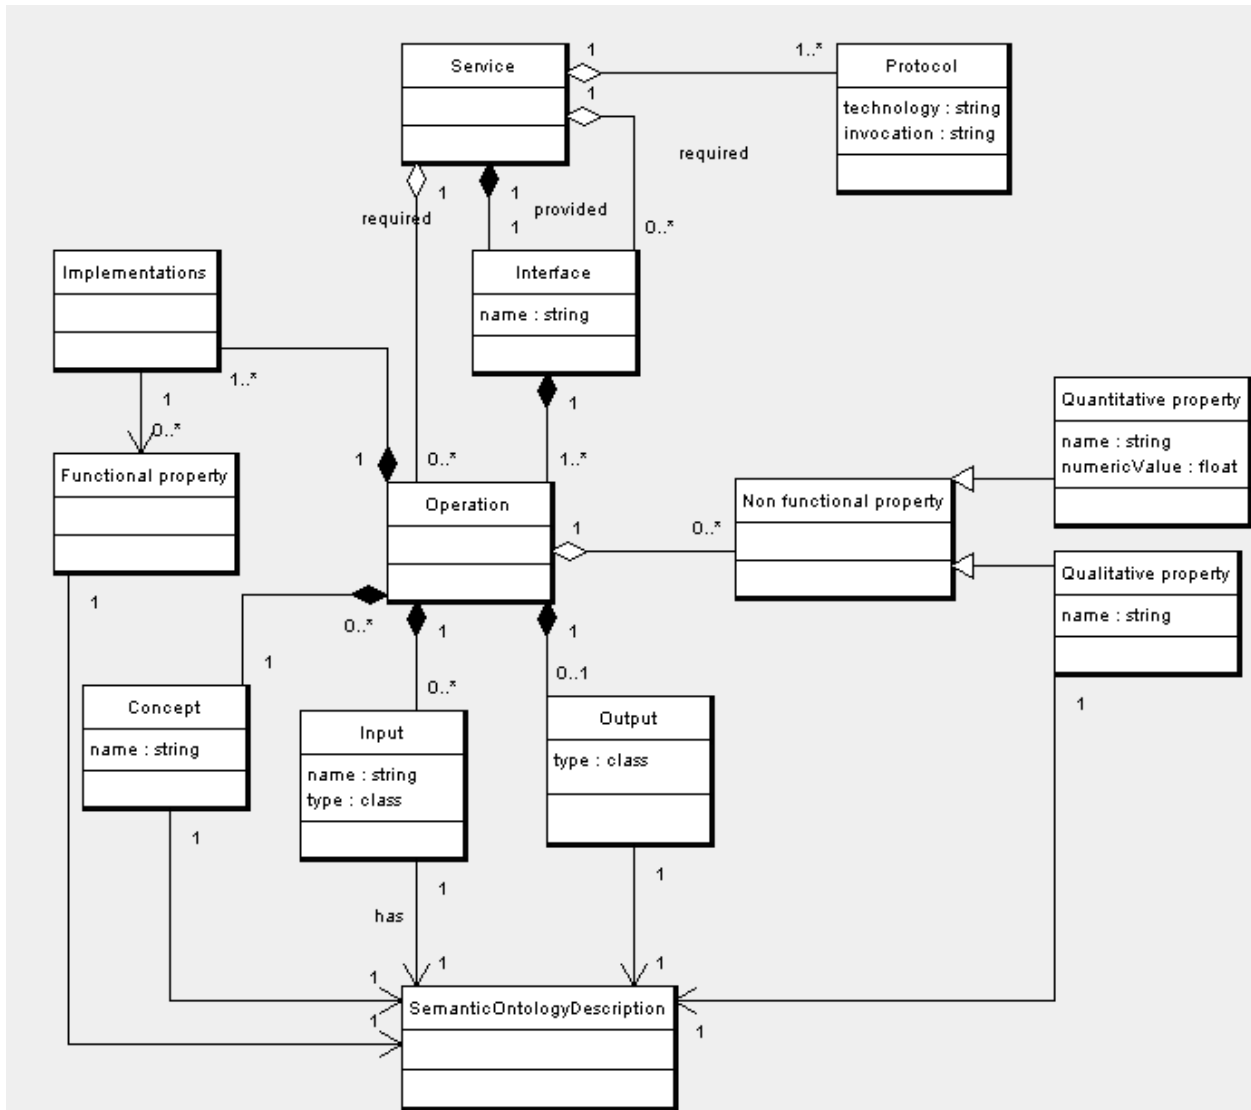 Service
1
1..*
Protocol
technology : string
invocation : string
1
required
1
required
1
provided
1
0..*
Implementations
Interface
name : string
1..*
1
1
0..*
Functional property
1
0..*
1..*
Operation
Quantitative property
name : string
numericValue : float
1
0..*
Non functional property
Qualitative property
name : string
1
0..*
1
1
1
0..*
0..1
1
Concept
name : string
Input
name : string
type : class
Output
type : class
1
1
1
has
1
1
1
1
1
SemanticOntologyDescription